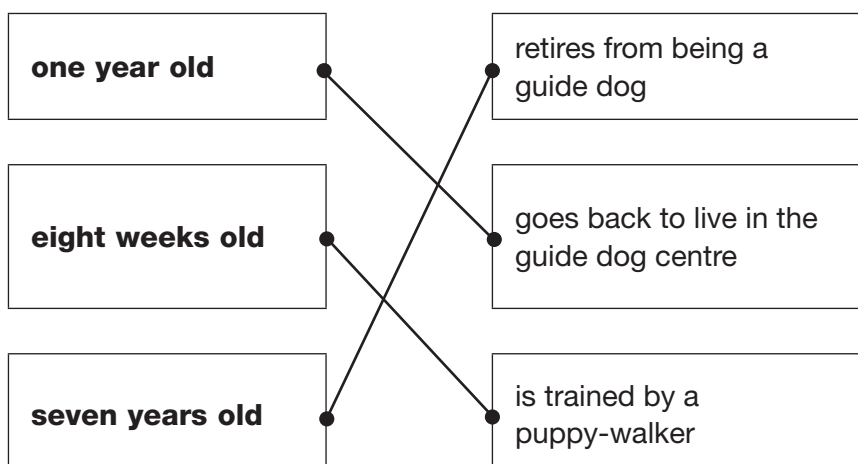 one year old
retires from being a
guide dog
eight weeks old
goes back to live in the
guide dog centre
seven years old
is trained by a
puppy-walker